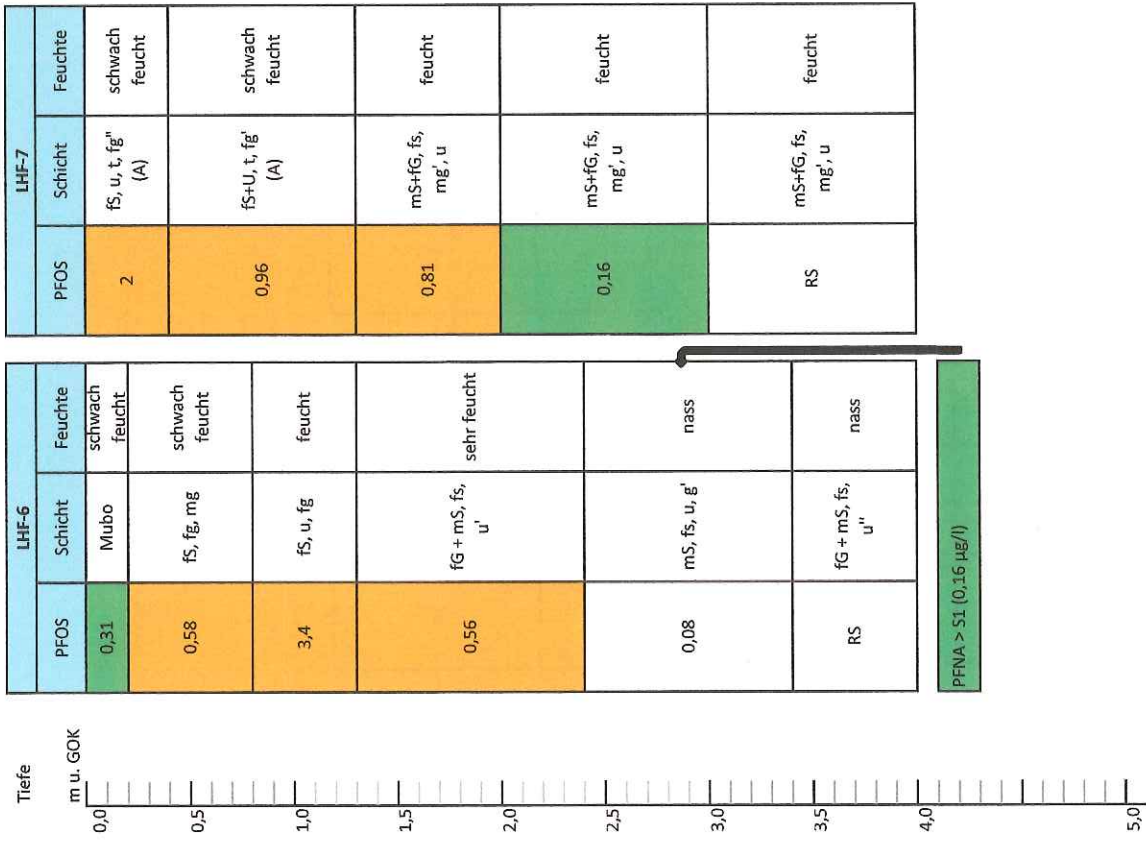 Tiefe
m u. GOK
0,0
0,5
1,0
1,5
2,0
2,5
3,0
3,5
4,0
5,0
LHF-6
PFOS Schicht Feuchte
0,31 Mubo schwach
feucht
0,58 fS, fg, mg schwach
feucht
3,4 fS, u, fg feucht
0,56 fG + mS, fs,
u' sehr feucht
0,08 mS, fs, u, g' nass
RS fG + mS, fs,
u'' nass
PFNA > S1 (0,16 µg/l)
LHF-7
PFOS Schicht Feuchte
2 fS, u, t, fg''
(A) schwach
feucht
0,96 fS+U, t, fg'
(A) schwach
feucht
0,81 mS+fG, fs,
mg', u feucht
0,16 mS+fG, fs,
mg', u feucht
RS mS+fG, fs,
mg', u feucht